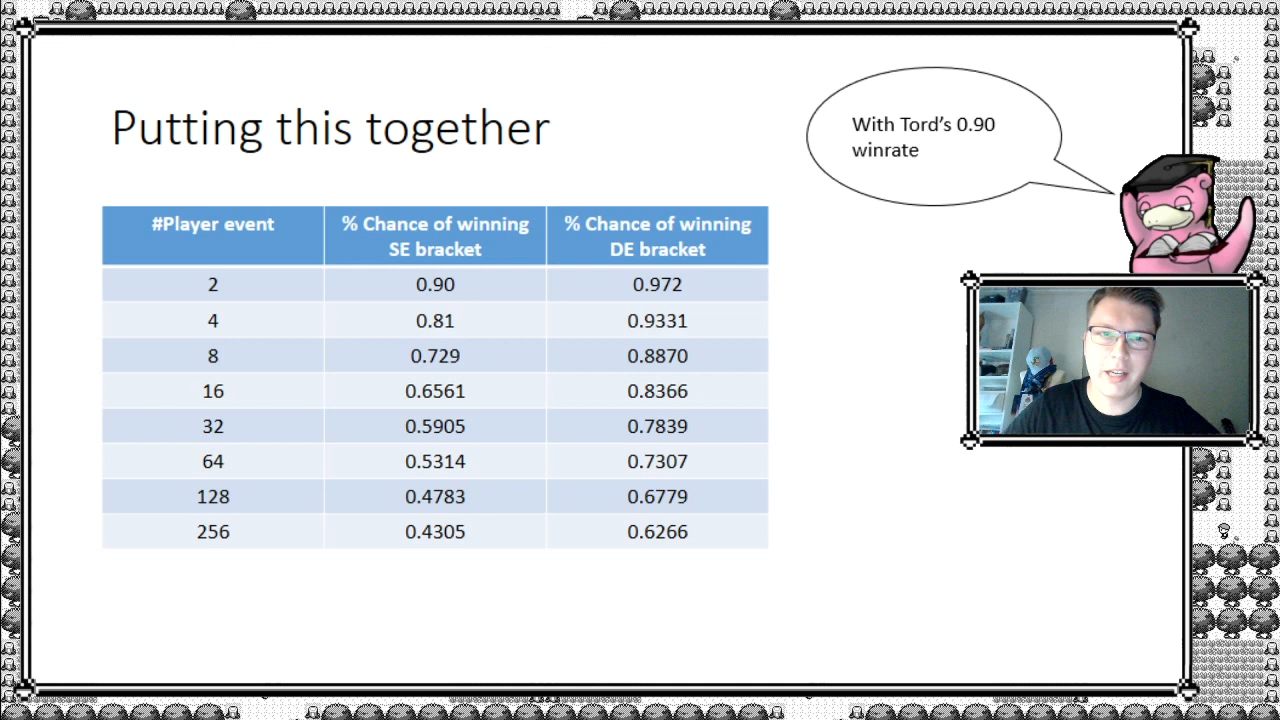 Putting this together
With Tord's 0.90
winrate
#Player event
% Chance of winning
SE bracket
% Chance of winning
DE bracket
2 0.90 0.972
4 0.81 0.9331
8 0.729 0.8870
16 0.6561 0.8366
32 0.5905 0.7839
64 0.5314 0.7307
128 0.4783 0.6779
256 0.4305 0.6266